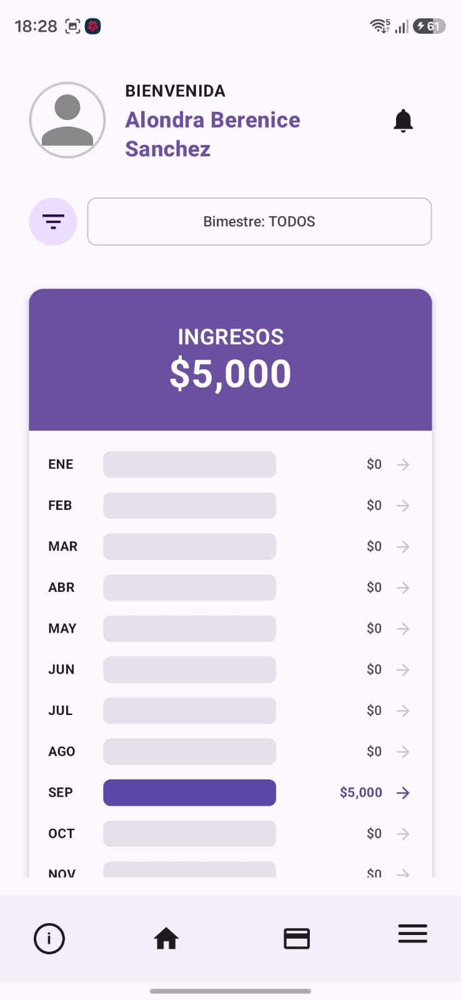 18:28
5
61
BIENVENIDA
Alondra Berenice
Sanchez
Bimestre: TODOS
INGRESOS
$5,000
ENE $0
FEB $0
MAR $0
ABR $0
MAY $0
JUN $0
JUL $0
AGO $0
SEP $5,000
OCT $0
NOV $0
i